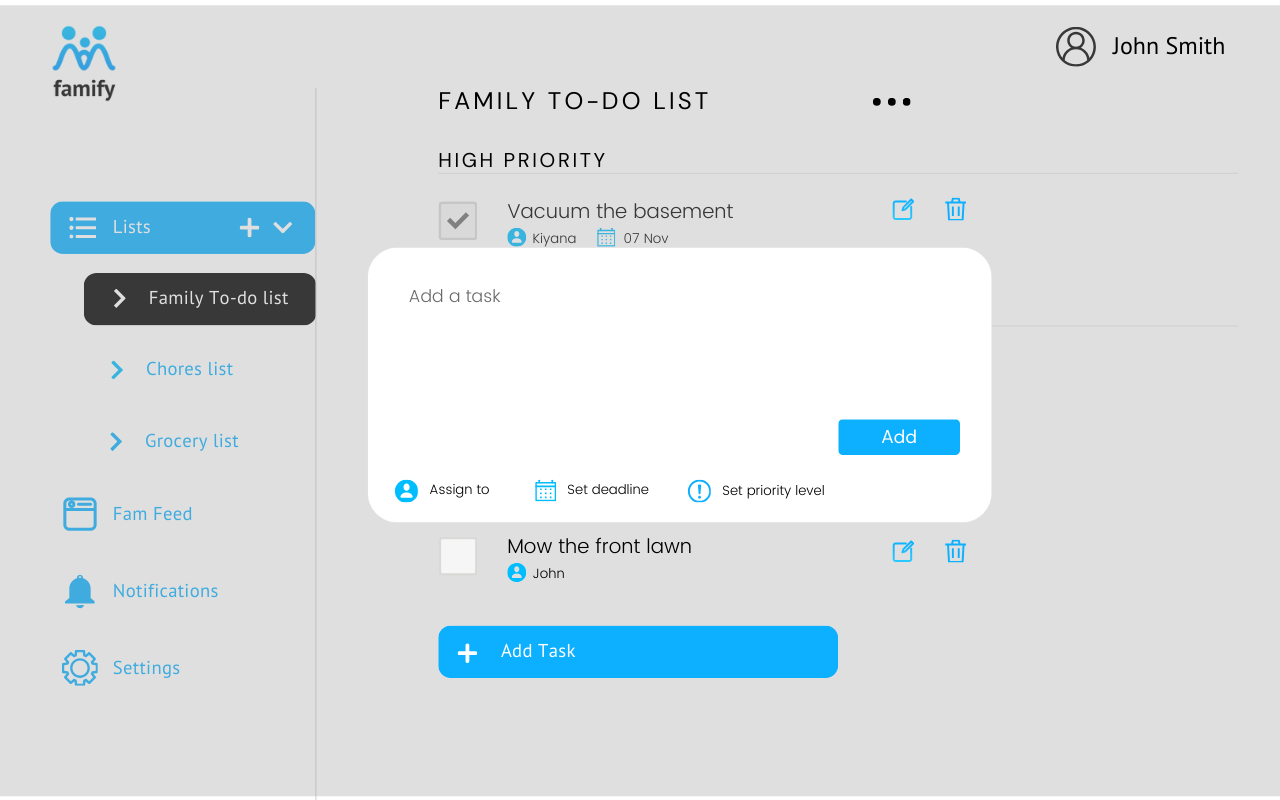 famify
John Smith
FAMILY TO-DO LIST
HIGH PRIORITY
Lists
Vacuum the basement
Kiyana 07 Nov
Family To-do list
Add a task
Chores list
Grocery list
Add
Assign to Set deadline Set priority level
Fam Feed
Mow the front lawn
John
Notifications
Add Task
Settings